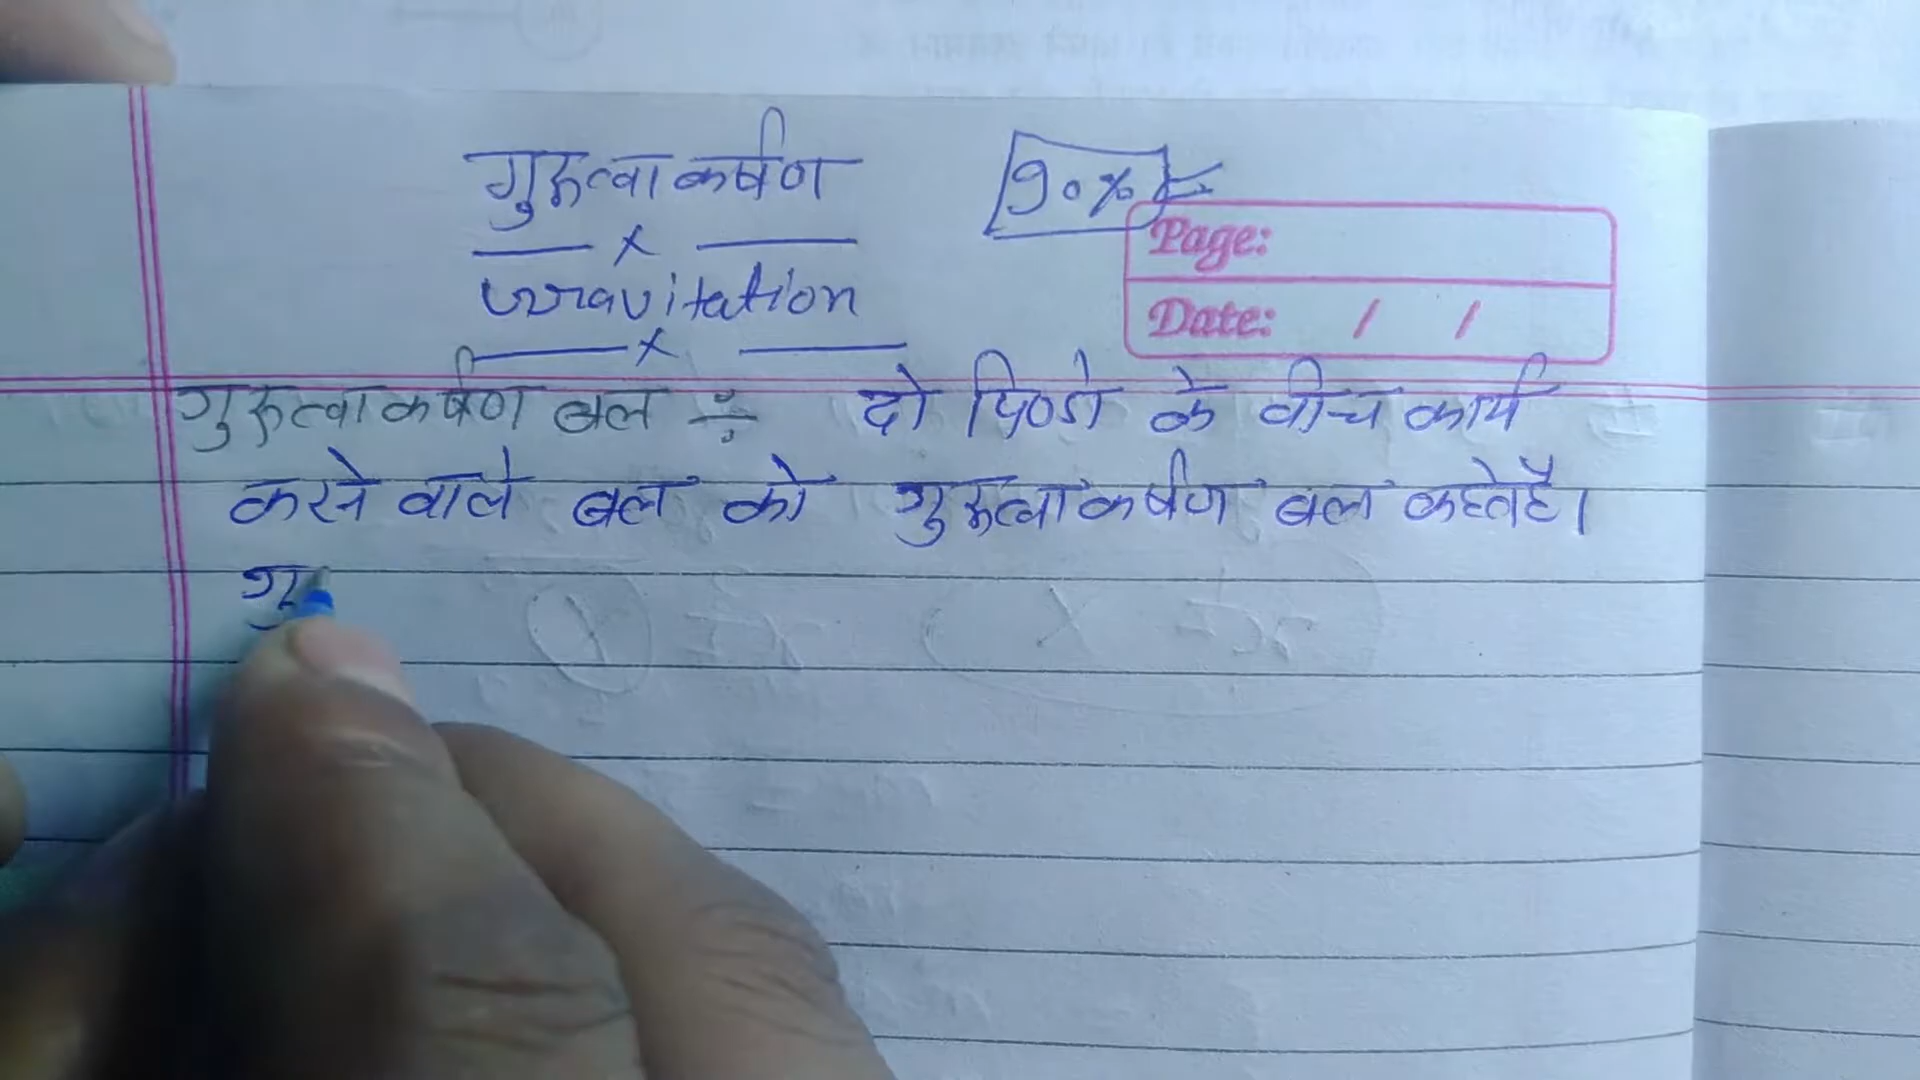 गुरुत्वाकर्षण
90%
Gravitation
Page:
Date: / /
गुरुत्वाकर्षण बल ÷ दो पिण्डो के बीच कार्य
करने वाले बल को गुरुत्वाकर्षण बल कहते है।
गु